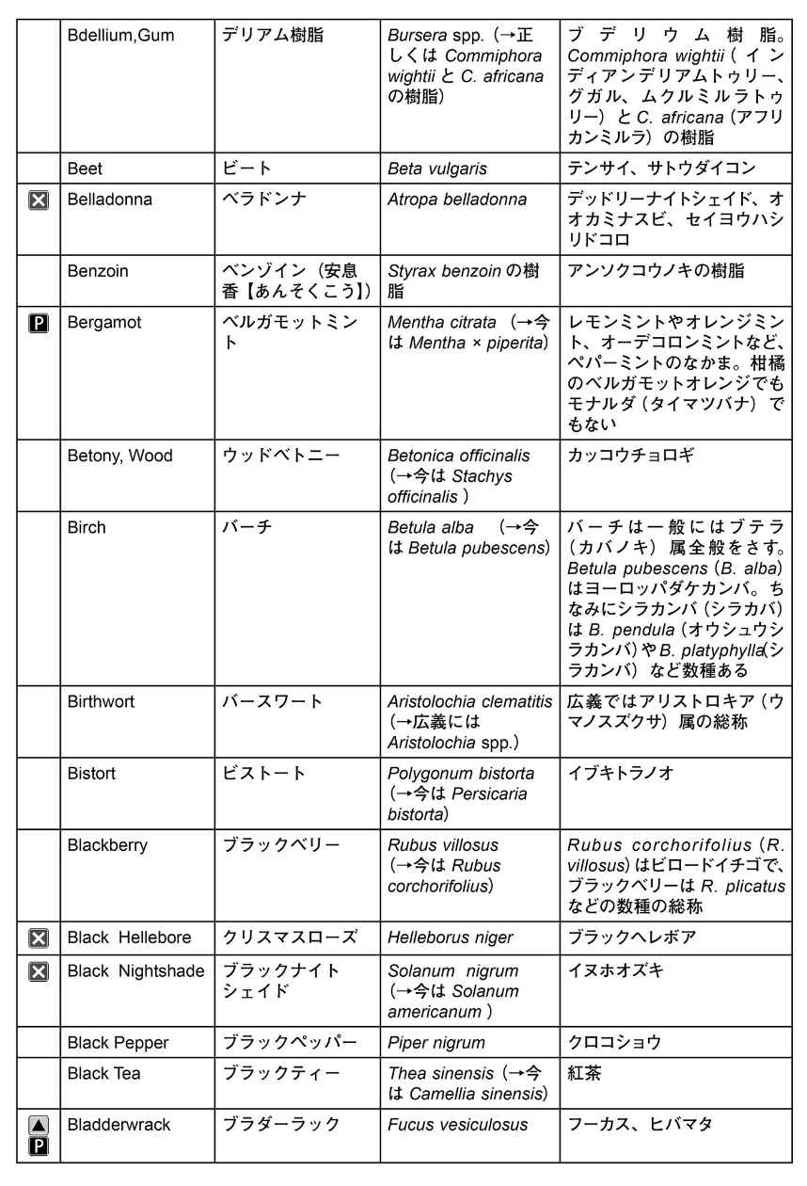 Bdellium,Gum
デリアム樹脂
Bursera spp.（→正
しくは Commiphora
wightii と C. africana
の樹脂）
ブデリウム樹脂。
Commiphora wightii（イン
ディアンデリアムトゥリー、
グガル、ムクルミルラトゥ
リー）と C. africana（アフリ
カンミルラ）の樹脂
Beet
ビート
Beta vulgaris
テンサイ、サトウダイコン
Belladonna
ベラドンナ
Atropa belladonna
デッドリーナイトシェイド、オ
オカミナスビ、セイヨウハシ
リドコロ
Benzoin
ベンゾイン（安息
香【あんそくこう】）
Styrax benzoin の樹
脂
アンソクコウノキの樹脂
P
Bergamot
ベルガモットミン
ト
Mentha citrata （→今
は Mentha × piperita）
レモンミントやオレンジミン
ト、オーデコロンミントなど、
ペパーミントのなかま。柑橘
のベルガモットオレンジでも
モナルダ（タイマツバナ）で
もない
Betony, Wood
ウッドベトニー
Betonica officinalis
（→今は Stachys
officinalis ）
カッコウチョロギ
Birch
バーチ
Betula alba （→今
は Betula pubescens）
バーチは一般にはブテラ
（カバノキ）属全般をさす。
Betula pubescens（B. alba）
はヨーロッパダケカンバ。ち
なみにシラカンバ（シラカバ）
は B. pendula（オウシュウシ
ラカンバ）や B. platyphylla（シ
ラカンバ）など数種ある
Birthwort
バースワート
Aristolochia clematitis
（→広義には
Aristolochia spp.）
広義ではアリストロキア（ウ
マノスズクサ）属の総称
Bistort
ビストート
Polygonum bistorta
（→今は Persicaria
bistorta）
イブキトラノオ
Blackberry
ブラックベリー
Rubus villosus
（→今は Rubus
corchorifolius）
Rubus corchorifolius（R.
villosus）はビロードイチゴで、
ブラックベリーは R. plicatus
などの数種の総称
Black Hellebore
クリスマスローズ
Helleborus niger
ブラックヘレボア
Black Nightshade
ブラックナイト
シェイド
Solanum nigrum
（→今は Solanum
americanum ）
イヌホオズキ
Black Pepper
ブラックペッパー
Piper nigrum
クロコショウ
Black Tea
ブラックティー
Thea sinensis（→今
は Camellia sinensis）
紅茶
▲
P
Bladderwrack
ブラダーラック
Fucus vesiculosus
フーカス、ヒバマタ